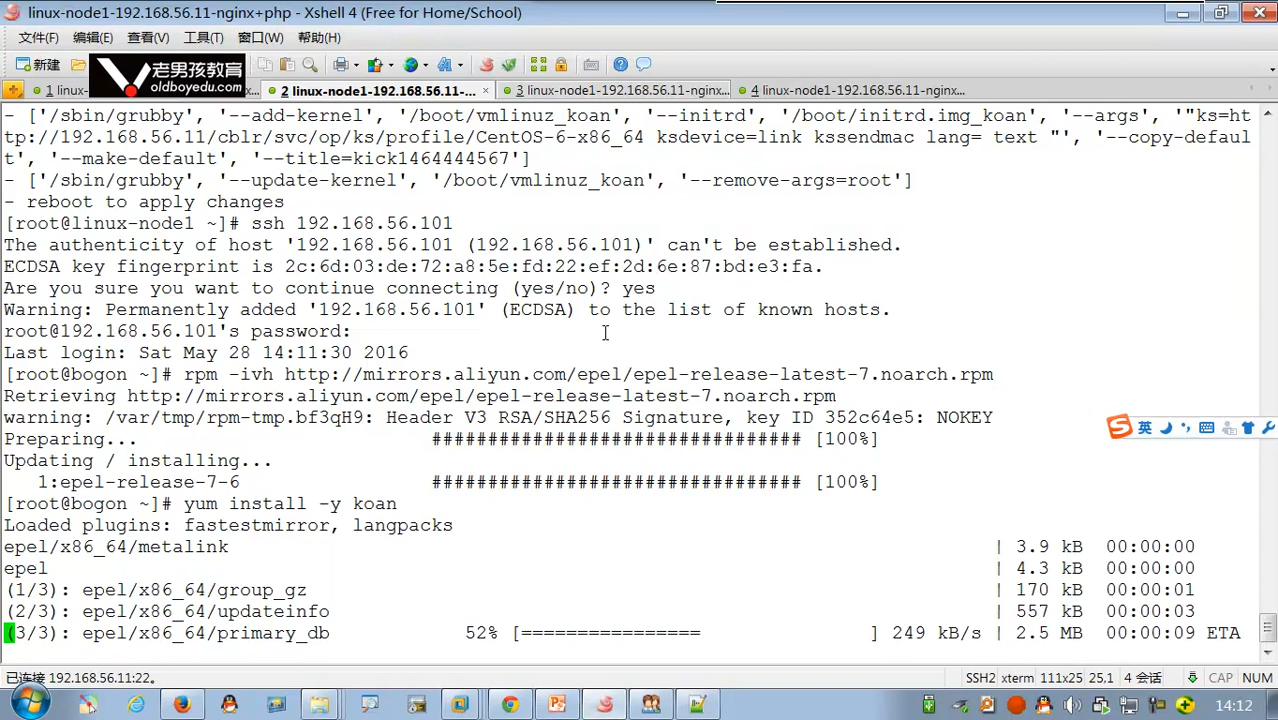 linux-node1-192.168.56.11-nginx+php - Xshell 4 (Free for Home/School)
文件(F) 编辑(E) 查看(V) 工具(T) 窗口(W) 帮助(H)
新建
老男孩教育
oldboyedu.com
1 linux- 2 linux-node1-192.168.56.11-... 3 linux-node1-192.168.56.11-nginx... 4 linux-node1-192.168.56.11-nginx...
- ['/sbin/grubby', '--add-kernel', '/boot/vmlinuz_koan', '--initrd', '/boot/initrd.img_koan', '--args', '"ks=ht
tp://192.168.56.11/cblr/svc/op/ks/profile/CentOS-6-x86_64 ksdevice=link kssendmac lang= text "', '--copy-defaul
t', '--make-default', '--title=kick1464444567']
- ['/sbin/grubby', '--update-kernel', '/boot/vmlinuz_koan', '--remove-args=root']
- reboot to apply changes
[root@linux-node1 ~]# ssh 192.168.56.101
The authenticity of host '192.168.56.101 (192.168.56.101)' can't be established.
ECDSA key fingerprint is 2c:6d:03:de:72:a8:5e:fd:22:ef:2d:6e:87:bd:e3:fa.
Are you sure you want to continue connecting (yes/no)? yes
Warning: Permanently added '192.168.56.101' (ECDSA) to the list of known hosts.
root@192.168.56.101's password:
Last login: Sat May 28 14:11:30 2016
[root@bogon ~]# rpm -ivh http://mirrors.aliyun.com/epel/epel-release-latest-7.noarch.rpm
Retrieving http://mirrors.aliyun.com/epel/epel-release-latest-7.noarch.rpm
warning: /var/tmp/rpm-tmp.bf3qH9: Header V3 RSA/SHA256 Signature, key ID 352c64e5: NOKEY
Preparing... ################################# [100%]
Updating / installing...
1:epel-release-7-6 ################################# [100%]
[root@bogon ~]# yum install -y koan
Loaded plugins: fastestmirror, langpacks
epel/x86_64/metalink | 3.9 kB 00:00:00
epel | 4.3 kB 00:00:00
(1/3): epel/x86_64/group_gz | 170 kB 00:00:01
(2/3): epel/x86_64/updateinfo | 557 kB 00:00:03
(3/3): epel/x86_64/primary_db 52% [================ ] 249 kB/s | 2.5 MB 00:00:09 ETA
英
已连接 192.168.56.11:22。 SSH2 xterm 111x25 25,1 4 会话 CAP NUM
14:12